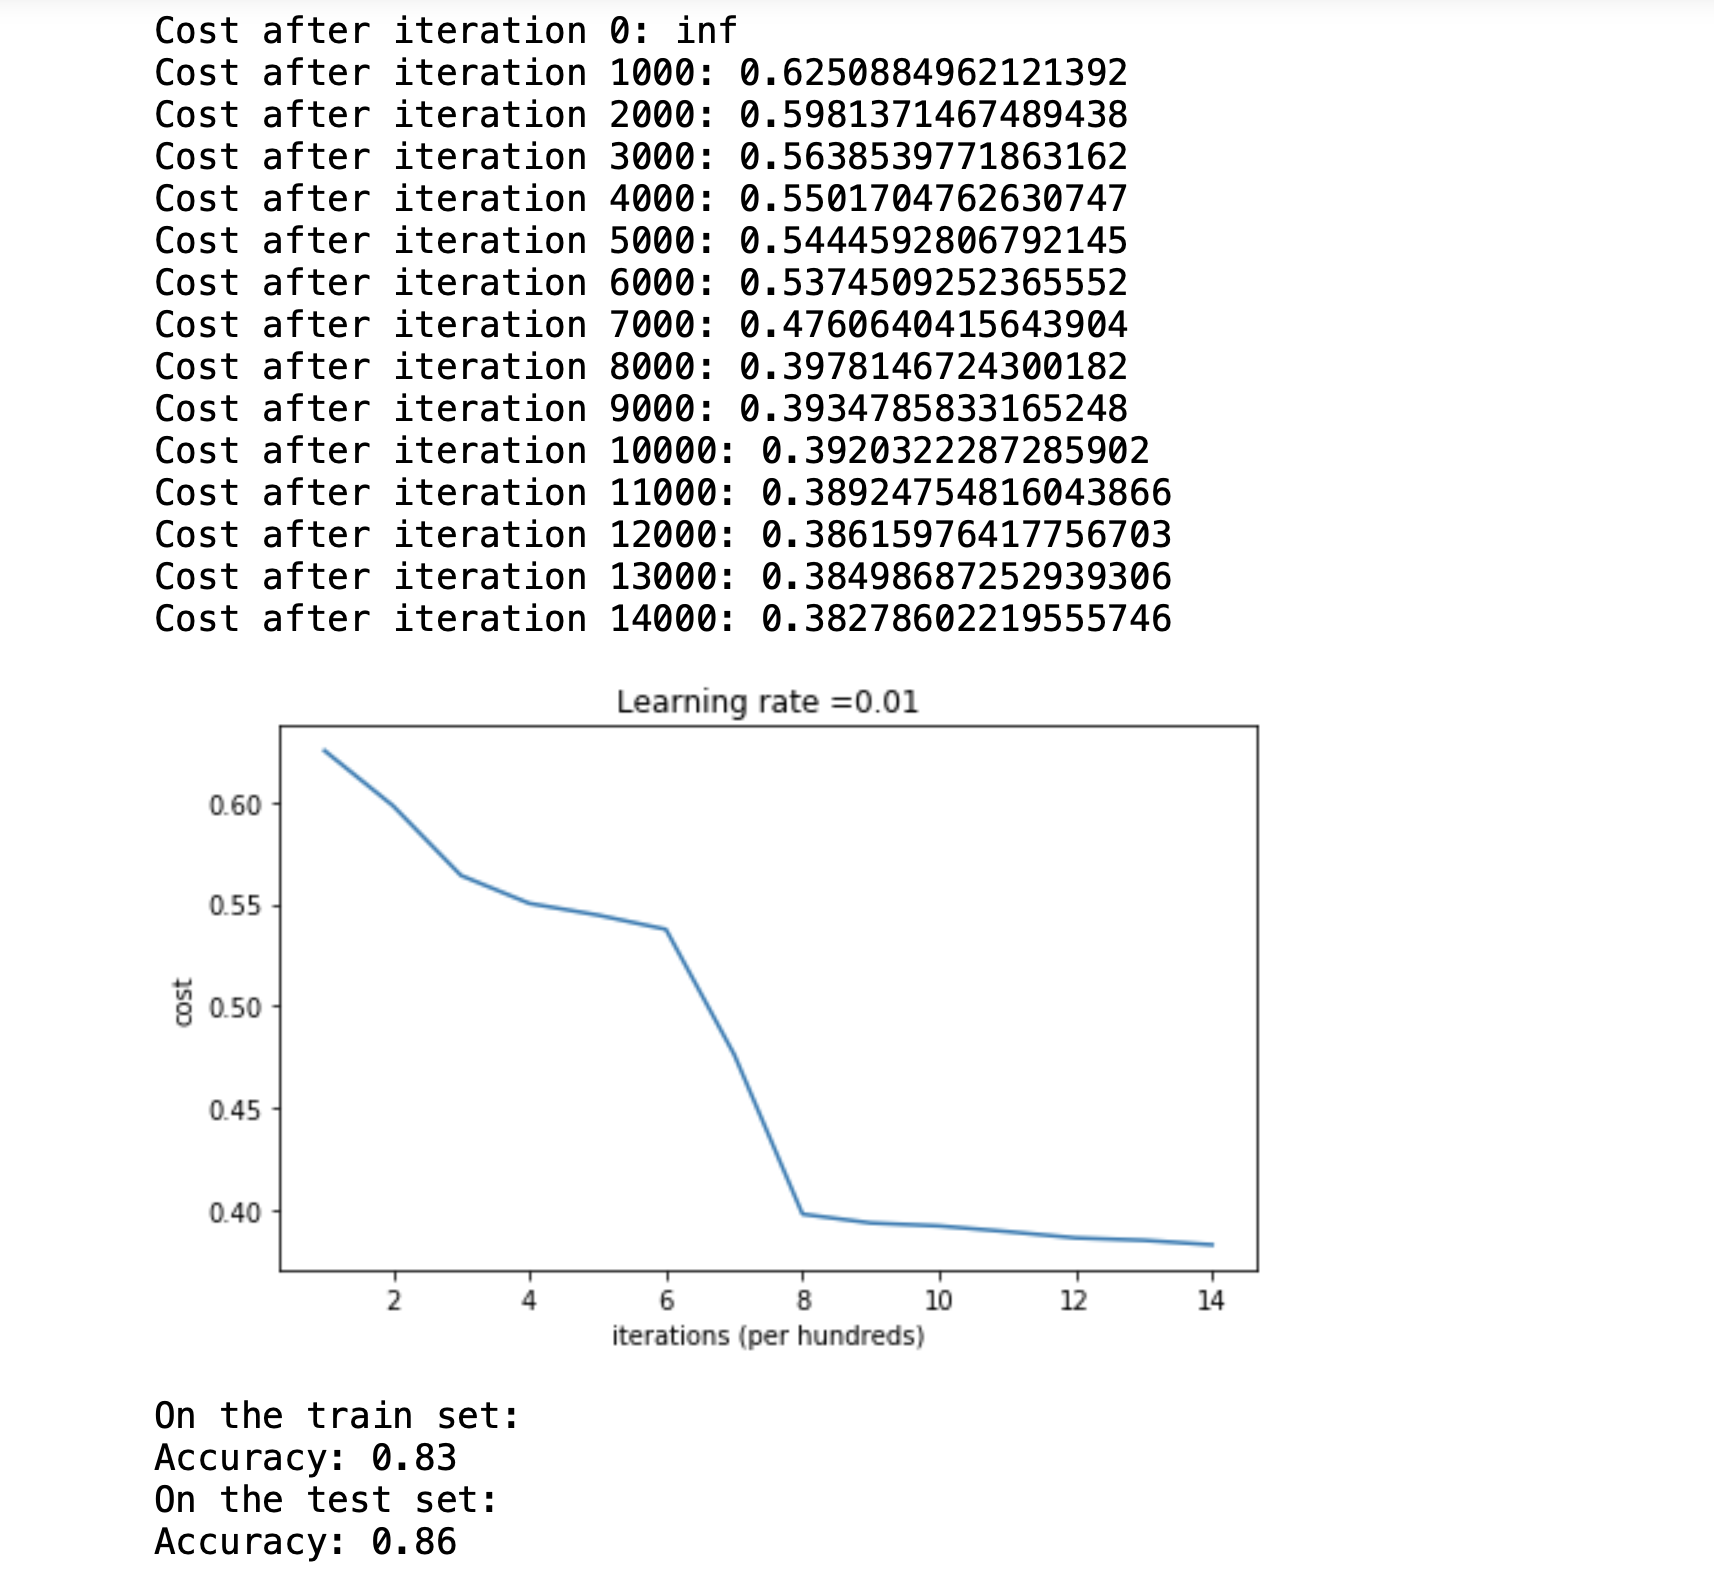 Cost after iteration 0: inf
Cost after iteration 1000: 0.6250884962121392
Cost after iteration 2000: 0.5981371467489438
Cost after iteration 3000: 0.5638539771863162
Cost after iteration 4000: 0.5501704762630747
Cost after iteration 5000: 0.5444592806792145
Cost after iteration 6000: 0.5374509252365552
Cost after iteration 7000: 0.4760640415643904
Cost after iteration 8000: 0.3978146724300182
Cost after iteration 9000: 0.3934785833165248
Cost after iteration 10000: 0.3920322287285902
Cost after iteration 11000: 0.38924754816043866
Cost after iteration 12000: 0.38615976417756703
Cost after iteration 13000: 0.38498687252939306
Cost after iteration 14000: 0.38278602219555746
Learning rate =0.01
0.60
0.55
0.50
0.45
0.40
cost
2 4 6 8 10 12 14
iterations (per hundreds)
On the train set:
Accuracy: 0.83
On the test set:
Accuracy: 0.86